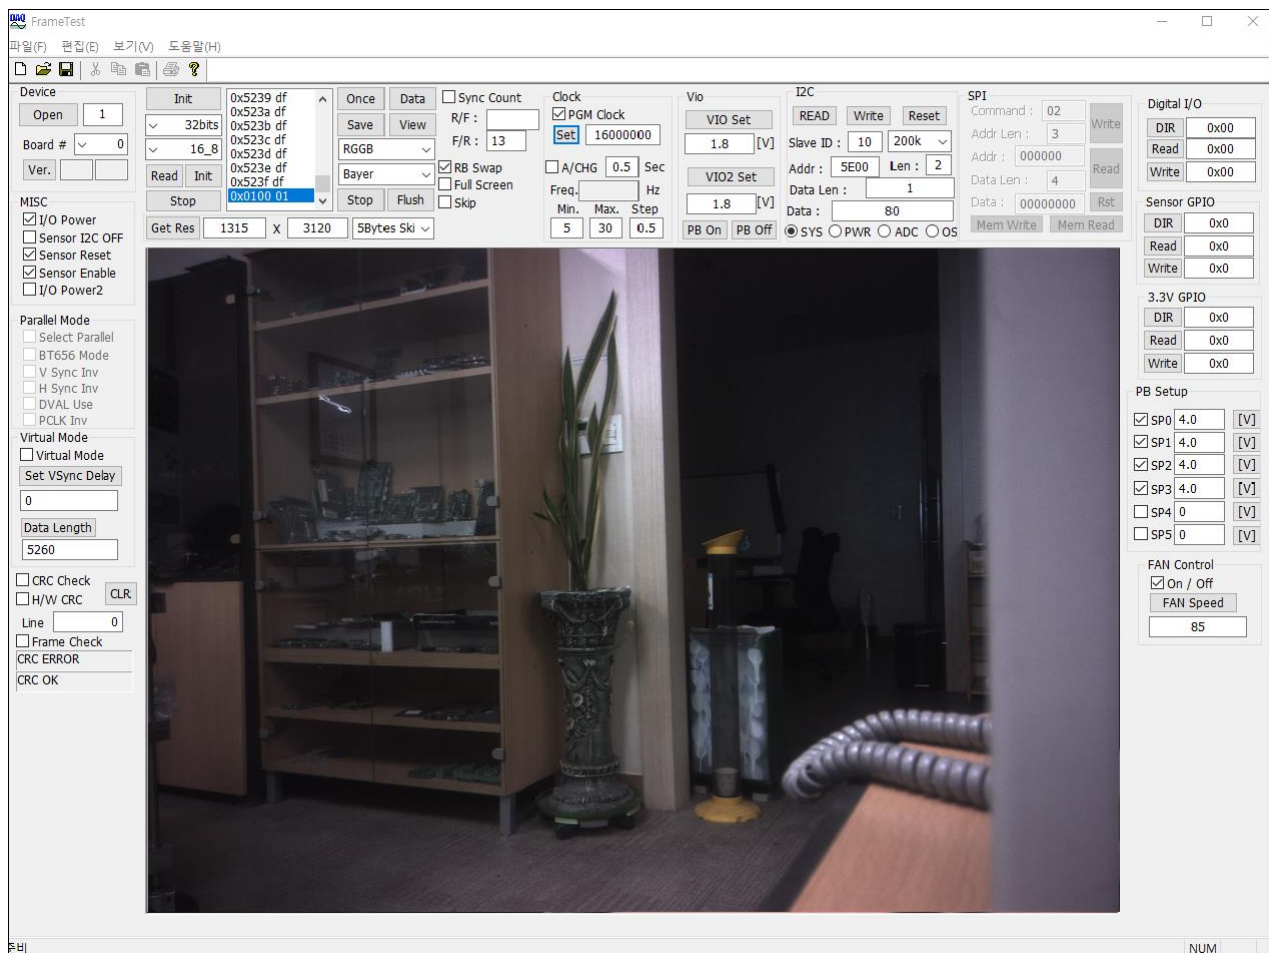 DAQ FrameTest
파일(F) 편집(E) 보기(V) 도움말(H)
Device
Open 1
Board # 0
Ver.
MISC
I/O Power
Sensor I2C OFF
Sensor Reset
Sensor Enable
I/O Power2
Parallel Mode
Select Parallel
BT656 Mode
V Sync Inv
H Sync Inv
DVAL Use
PCLK Inv
Virtual Mode
Virtual Mode
Set VSync Delay
0
Data Length
5260
CRC Check
H/W CRC CLR
Line 0
Frame Check
CRC ERROR
CRC OK
Init
32bits
16_8
Read Init
Stop
0x5239 df
0x523a df
0x523b df
0x523c df
0x523d df
0x523e df
0x523f df
0x0100 01
Get Res 1315 X 3120 5Bytes Ski
Once Data
Save View
RGGB
Bayer
Stop Flush
Sync Count
R/F :
F/R : 13
RB Swap
Full Screen
Skip
Clock
PGM Clock
Set 16000000
A/CHG 0.5 Sec
Freq. Hz
Min. Max. Step
5 30 0.5
Vio
VIO Set
1.8 [V]
VIO2 Set
1.8 [V]
PB On PB Off
I2C
READ Write Reset
Slave ID : 10 200k
Addr : 5E00 Len : 2
Data Len : 1
Data : 80
SYS PWR ADC OS
SPI
Command : 02 Write
Addr Len : 3
Addr : 000000 Read
Data Len : 4
Data : 00000000 Rst
Mem Write Mem Read
Digital I/O
DIR 0x00
Read 0x00
Write 0x00
Sensor GPIO
DIR 0x0
Read 0x0
Write 0x0
3.3V GPIO
DIR 0x0
Read 0x0
Write 0x0
PB Setup
SP0 4.0 [V]
SP1 4.0 [V]
SP2 4.0 [V]
SP3 4.0 [V]
SP4 0 [V]
SP5 0 [V]
FAN Control
On / Off
FAN Speed
85
NUM